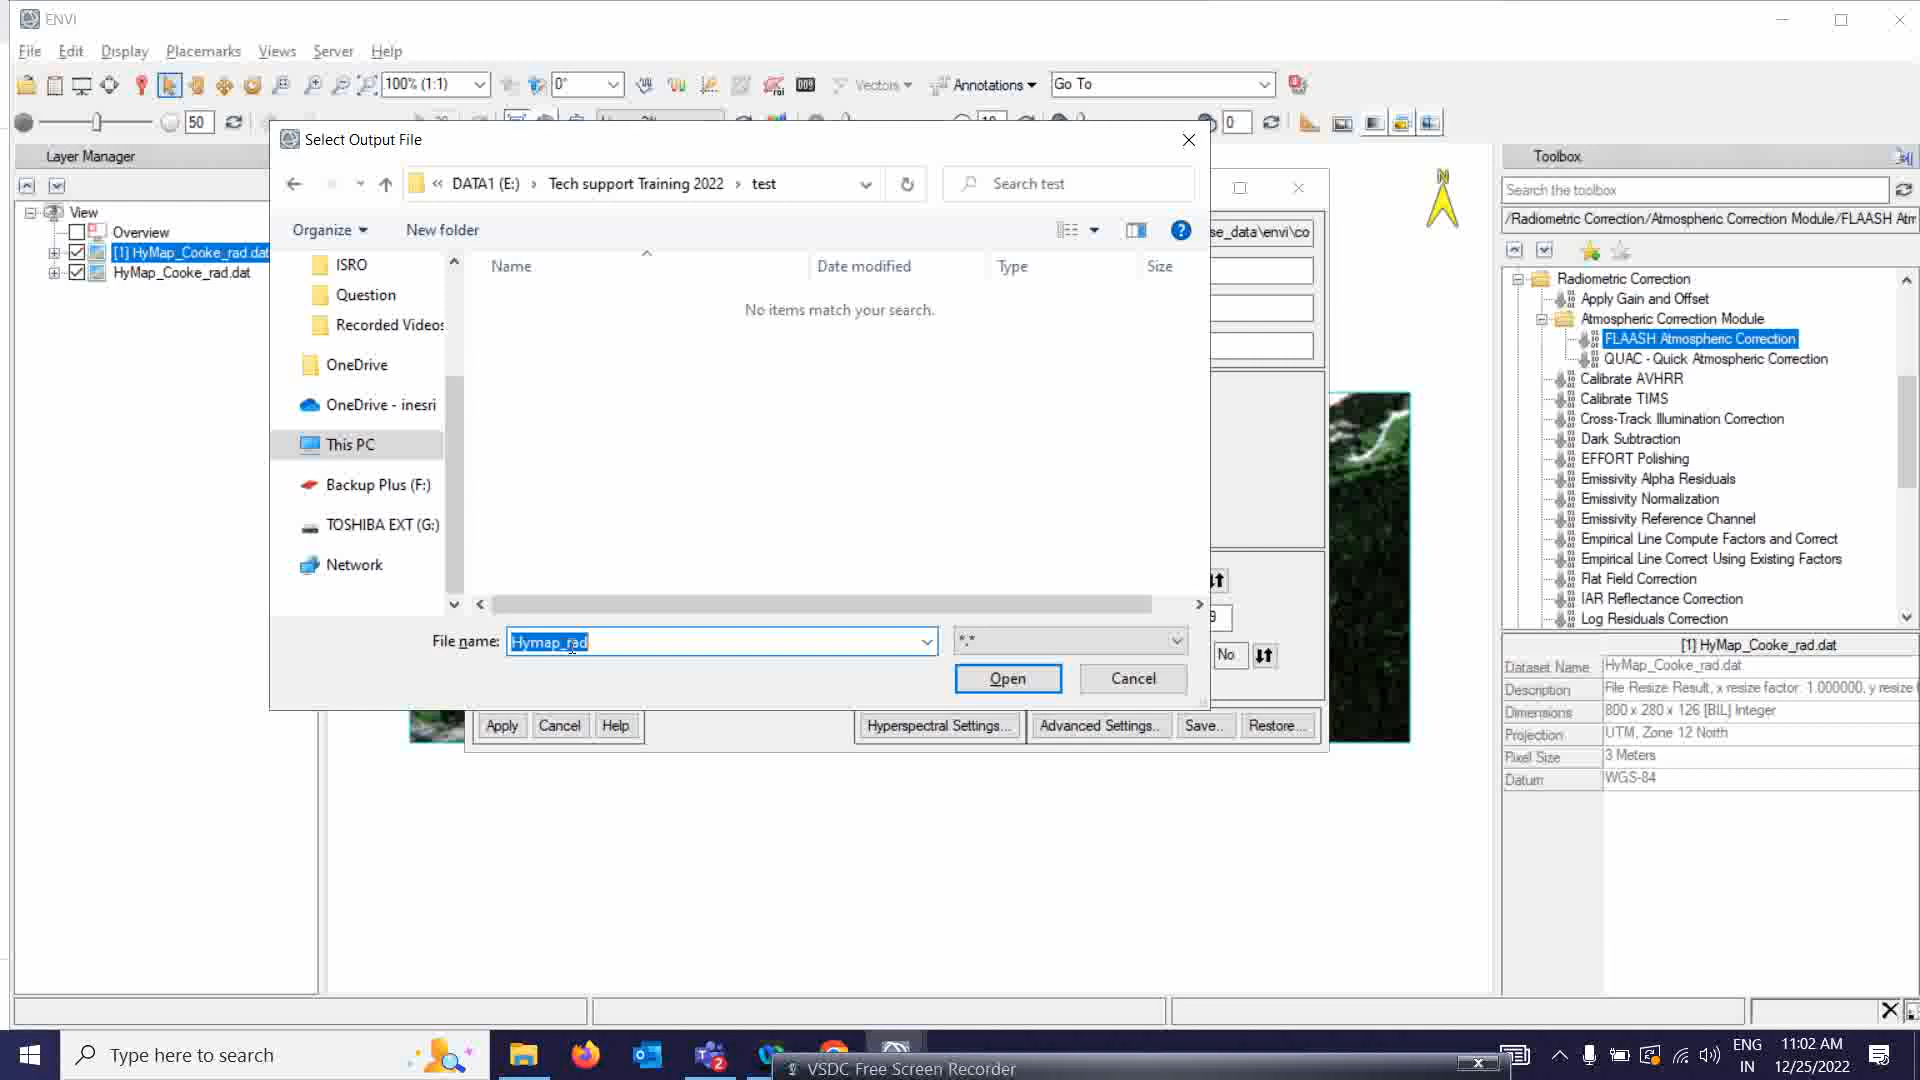 ENVI
File Edit Display Placemarks Views Server Help
100% (1:1) 0° Vectors Annotations Go To
50 0
Layer Manager
View
Overview
[1] HyMap_Cooke_rad.dat
HyMap_Cooke_rad.dat
Select Output File
« DATA1 (E:) › Tech support Training 2022 › test
Search test
Organize New folder
ISRO
Question
Recorded Videos
OneDrive
OneDrive - inesri
This PC
Backup Plus (F:)
TOSHIBA EXT (G:)
Network
Name Date modified Type Size
No items match your search.
File name: Hymap_rad *.*
Open Cancel
se_data\envi\co
No
Apply Cancel Help Hyperspectral Settings... Advanced Settings... Save.. Restore...
N
Toolbox
Search the toolbox
/Radiometric Correction/Atmospheric Correction Module/FLAASH Atm
Radiometric Correction
Apply Gain and Offset
Atmospheric Correction Module
FLAASH Atmospheric Correction
QUAC - Quick Atmospheric Correction
Calibrate AVHRR
Calibrate TIMS
Cross-Track Illumination Correction
Dark Subtraction
EFFORT Polishing
Emissivity Alpha Residuals
Emissivity Normalization
Emissivity Reference Channel
Empirical Line Compute Factors and Correct
Empirical Line Correct Using Existing Factors
Flat Field Correction
IAR Reflectance Correction
Log Residuals Correction
[1] HyMap_Cooke_rad.dat
Dataset Name HyMap_Cooke_rad.dat
Description File Resize Result, x resize factor: 1.000000, y resize f
Dimensions 800 x 280 x 126 [BIL] Integer
Projection UTM, Zone 12 North
Pixel Size 3 Meters
Datum WGS-84
Type here to search
2
VSDC Free Screen Recorder
ENG
IN
11:02 AM
12/25/2022